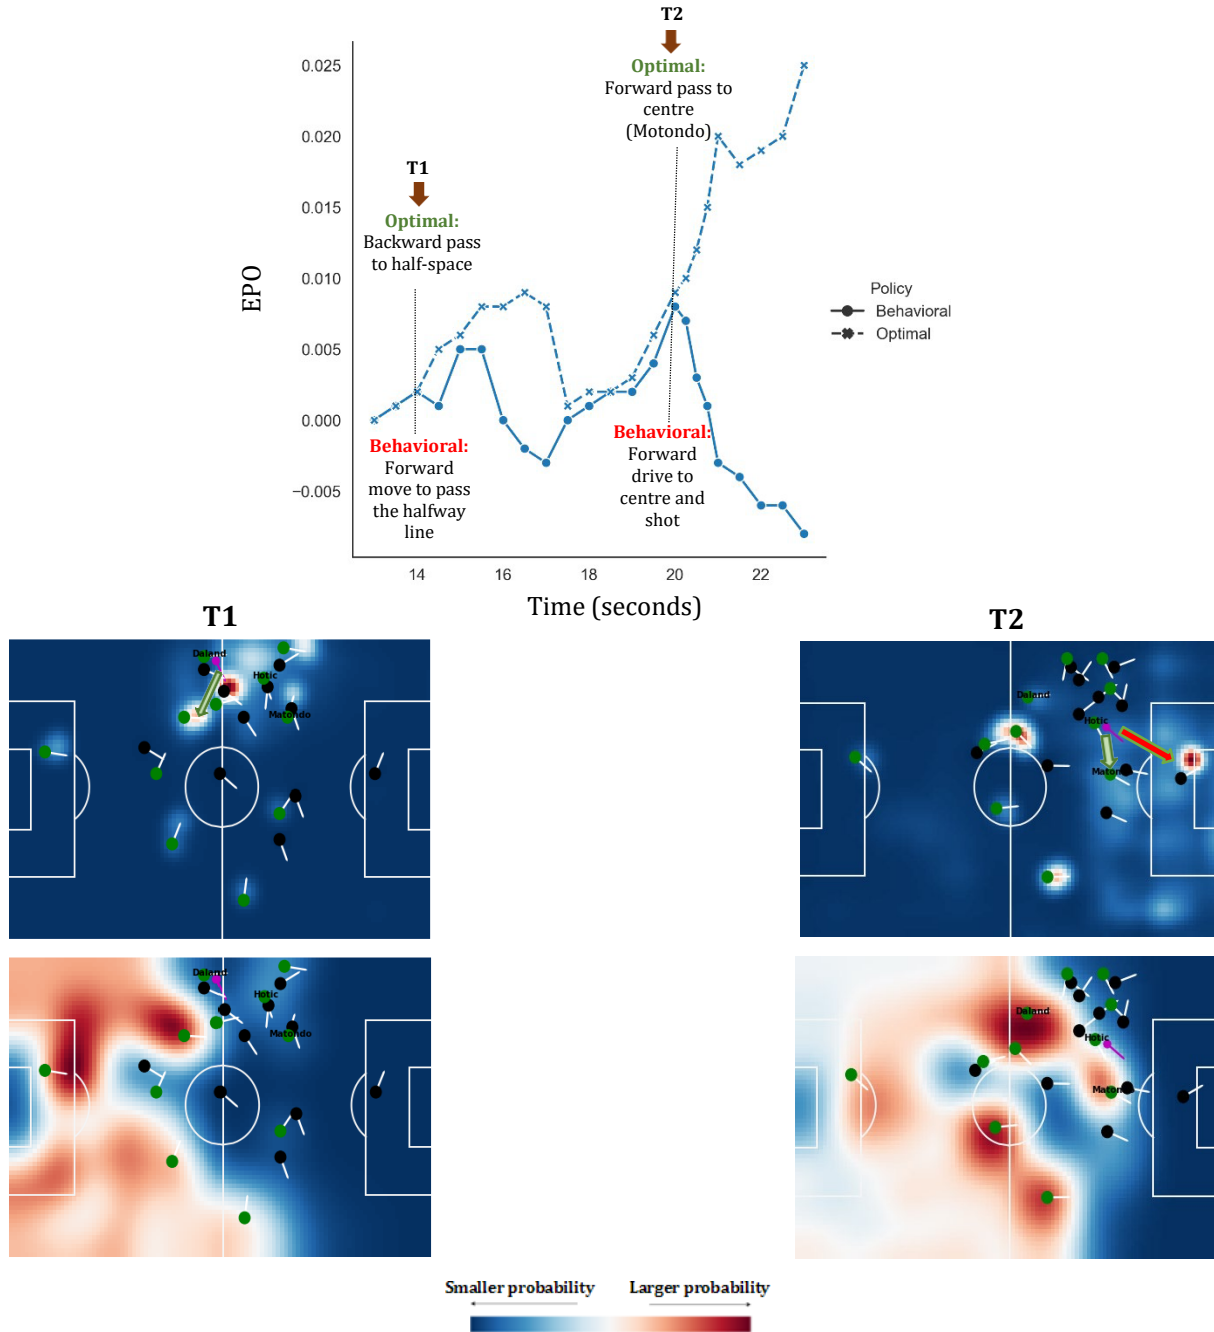 T2
Optimal:
Forward pass to
centre
(Motondo)
T1
Optimal:
Backward pass
to half-space
0.025
0.020
0.015
0.010
0.005
0.000
−0.005
EPO
Policy
Behavioral
Optimal
Behavioral:
Forward
move to pass
the halfway
line
Behavioral:
Forward
drive to
centre and
shot
14 16 18 20 22
Time (seconds)
T1
T2
Daland
Hotic
Matondo
Daland
Hotic
Matondo
Daland
Hotic
Matondo
Daland
Hotic
Smaller probability Larger probability